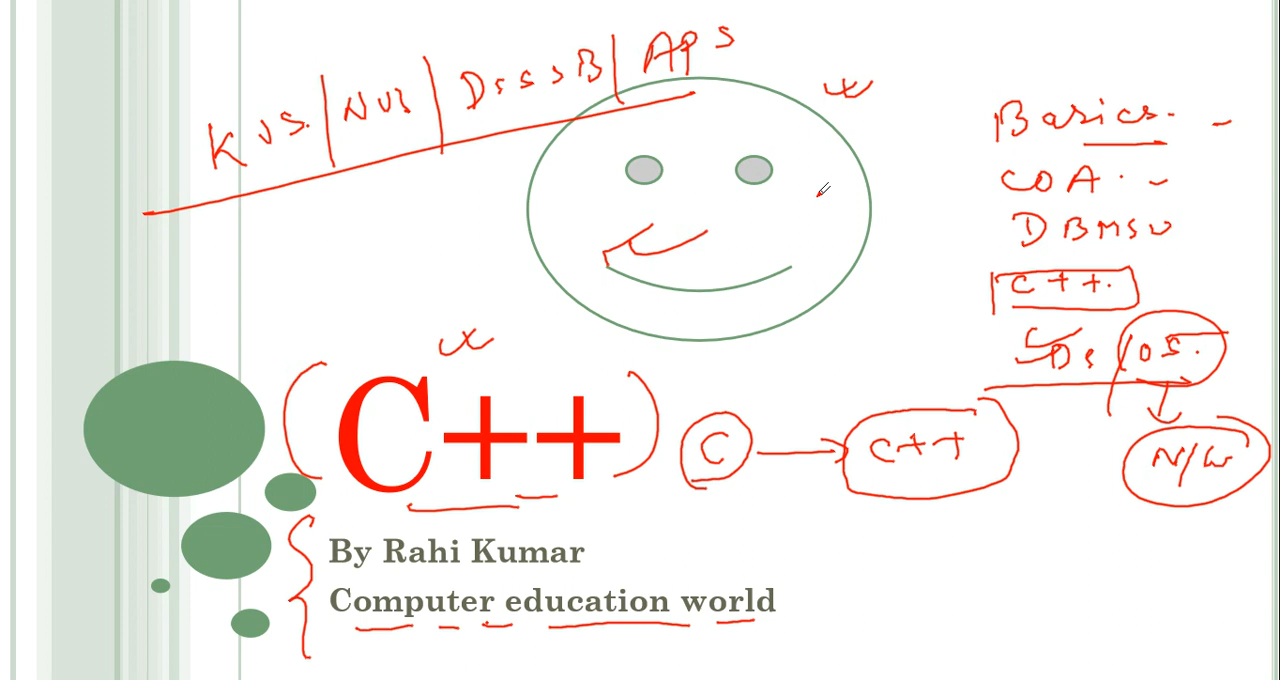 KVS. | NVS | DSSSB | APS
Basics.
COA.
DBMS
C++.
DS / OS.
N/W
C++
C → C++
By Rahi Kumar
Computer education world